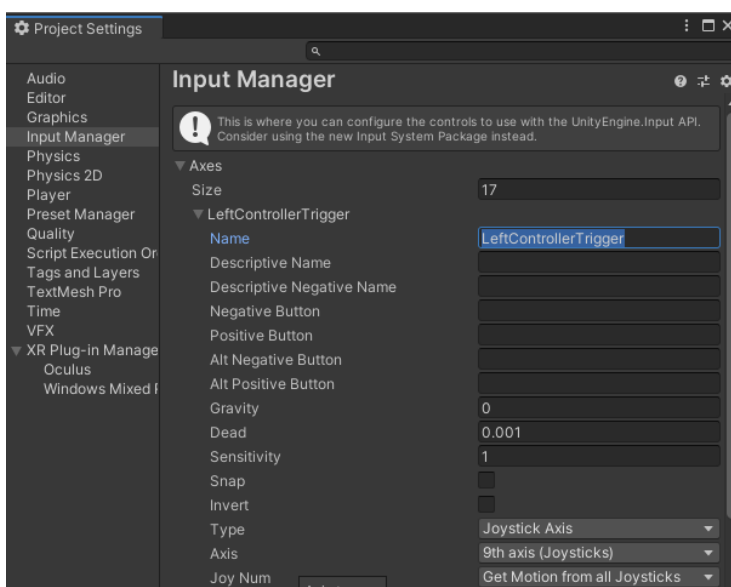 Project Settings
Input Manager
This is where you can configure the controls to use with the UnityEngine.Input API.
Consider using the new Input System Package instead.
Audio
Editor
Graphics
Input Manager
Physics
Physics 2D
Player
Preset Manager
Quality
Script Execution Or
Tags and Layers
TextMesh Pro
Time
VFX
XR Plug-in Manage
Oculus
Windows Mixed
Axes
Size 17
LeftControllerTrigger
Name LeftControllerTrigger
Descriptive Name
Descriptive Negative Name
Negative Button
Positive Button
Alt Negative Button
Alt Positive Button
Gravity 0
Dead 0.001
Sensitivity 1
Snap
Invert
Type Joystick Axis
Axis 9th axis (Joysticks)
Joy Num Get Motion from all Joysticks